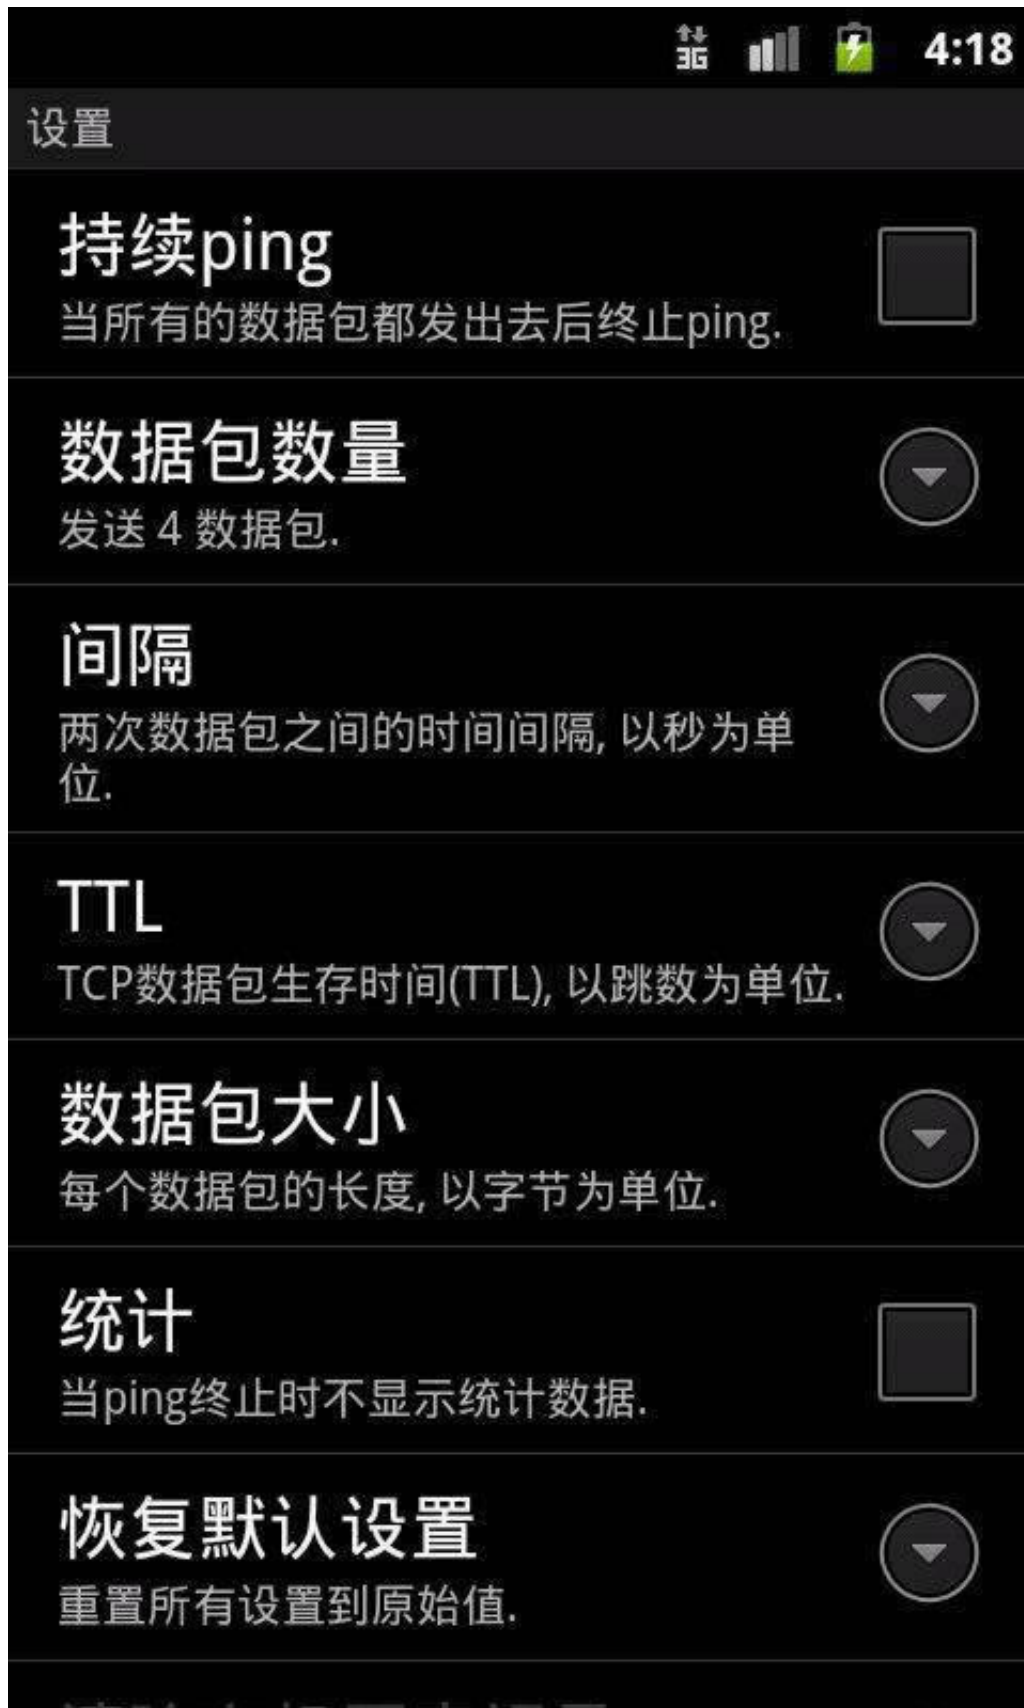 3G 4:18
设置
持续ping
当所有的数据包都发出去后终止ping.
数据包数量
发送 4 数据包.
间隔
两次数据包之间的时间间隔, 以秒为单
位.
TTL
TCP数据包生存时间(TTL), 以跳数为单位.
数据包大小
每个数据包的长度, 以字节为单位.
统计
当ping终止时不显示统计数据.
恢复默认设置
重置所有设置到原始值.